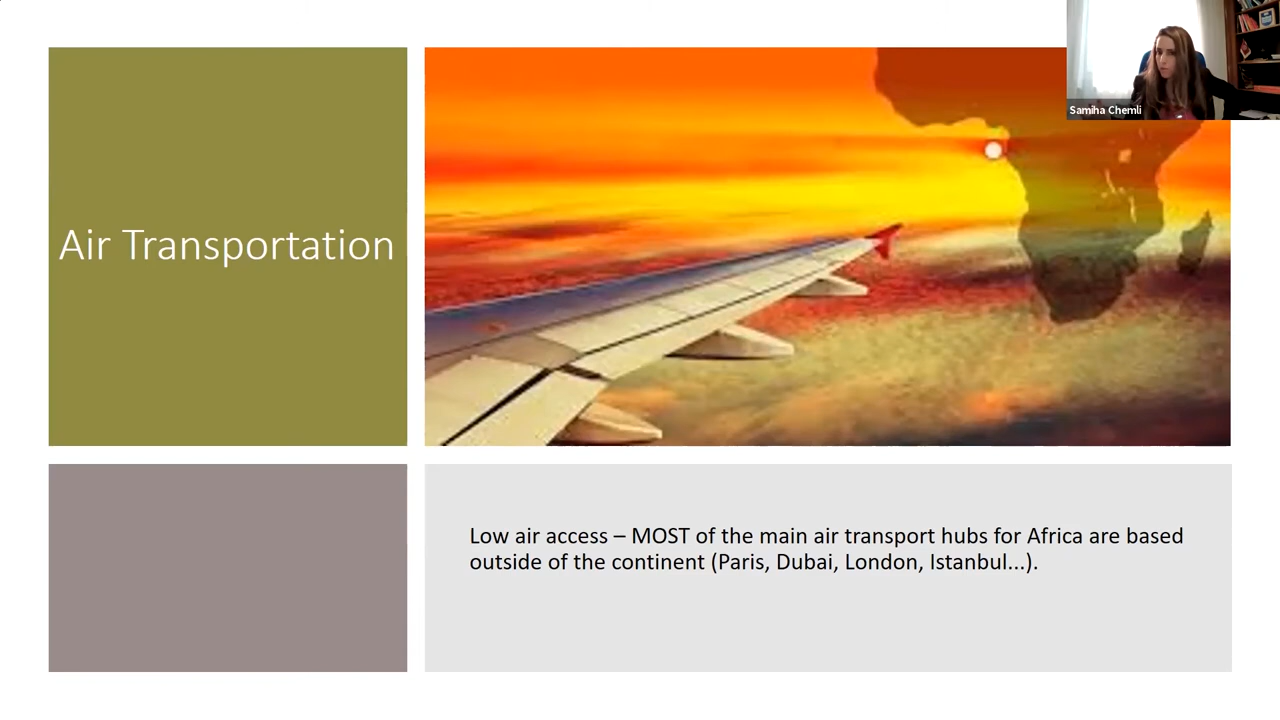 Samiha Chemli
Air Transportation
Low air access – MOST of the main air transport hubs for Africa are based
outside of the continent (Paris, Dubai, London, Istanbul...).